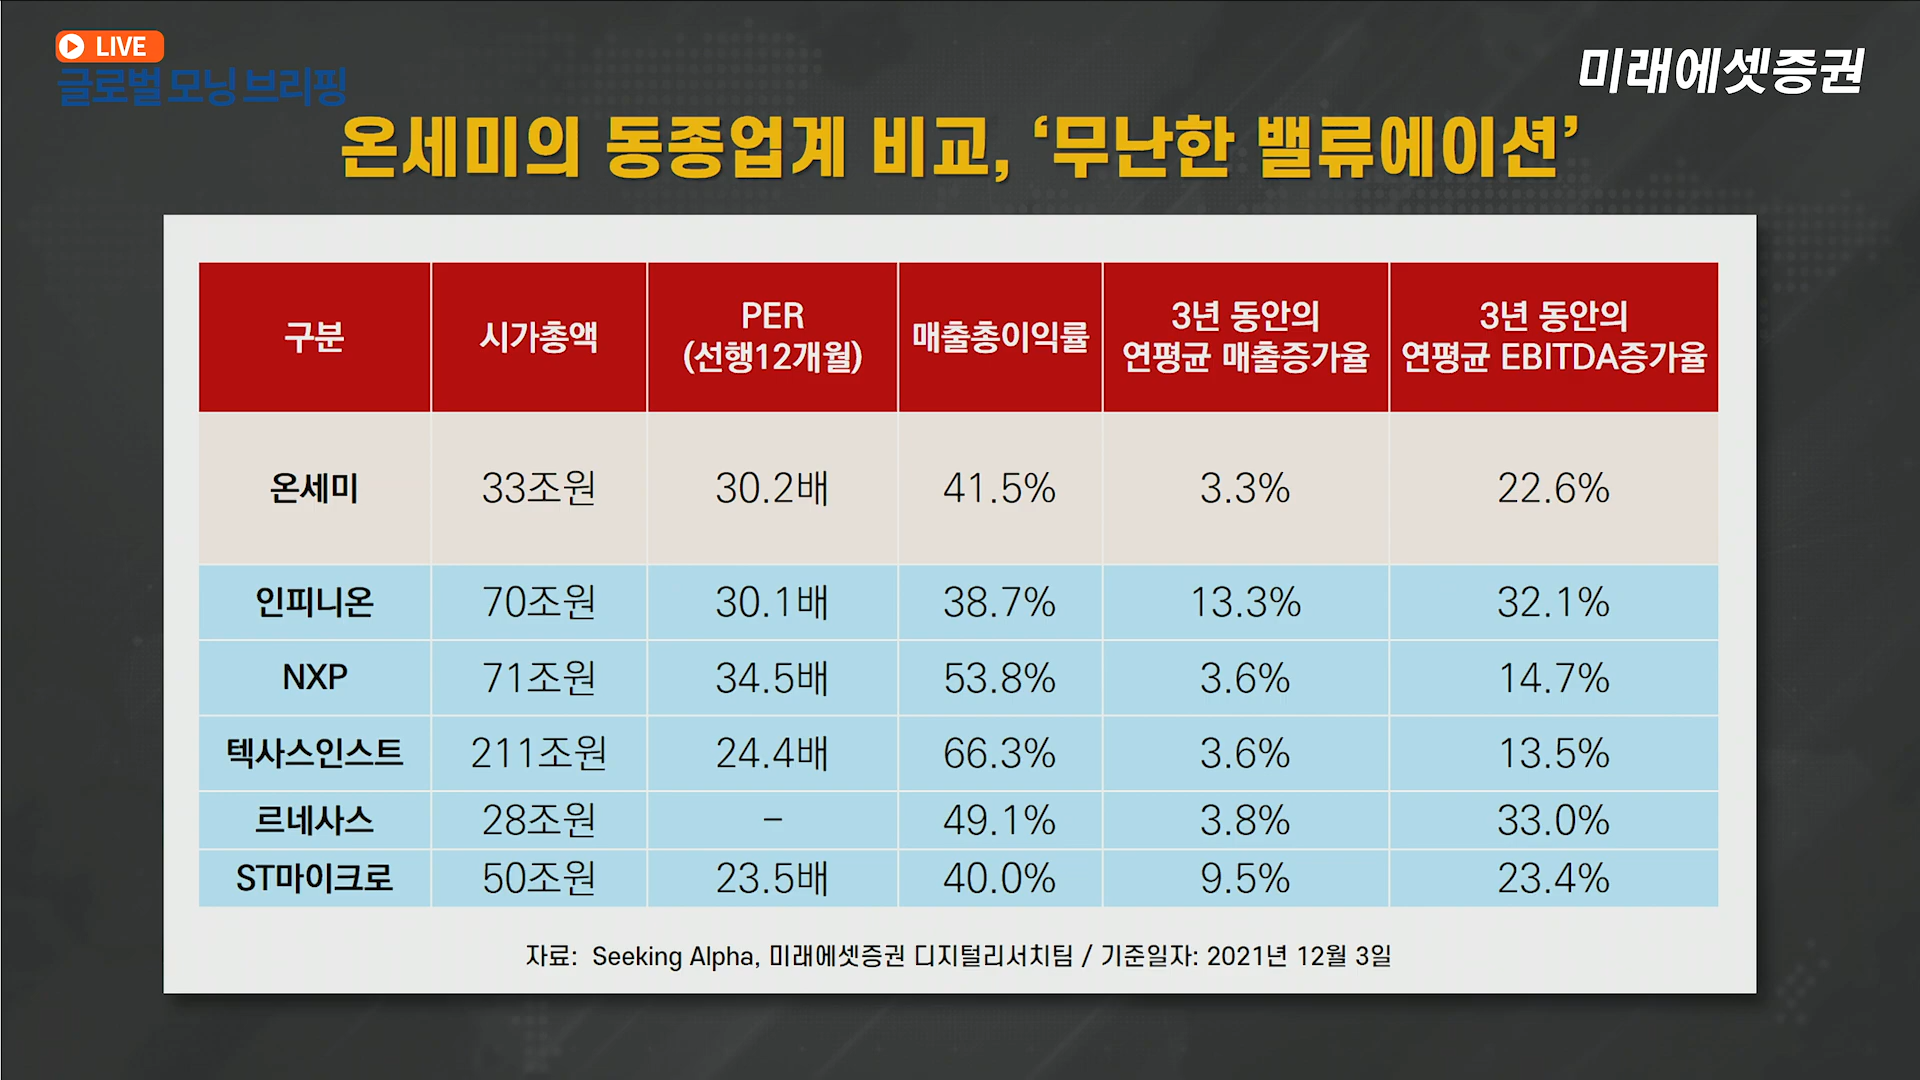 LIVE
글로벌 모닝 브리핑
미래에셋증권
온세미의 동종업계 비교, ‘무난한 밸류에이션’
구분 시가총액 PER (선행12개월) 매출총이익률 3년 동안의 연평균 매출증가율 3년 동안의 연평균 EBITDA증가율
온세미 33조원 30.2배 41.5% 3.3% 22.6%
인피니온 70조원 30.1배 38.7% 13.3% 32.1%
NXP 71조원 34.5배 53.8% 3.6% 14.7%
텍사스인스트 211조원 24.4배 66.3% 3.6% 13.5%
르네사스 28조원 – 49.1% 3.8% 33.0%
ST마이크로 50조원 23.5배 40.0% 9.5% 23.4%
자료: Seeking Alpha, 미래에셋증권 디지털리서치팀 / 기준일자: 2021년 12월 3일